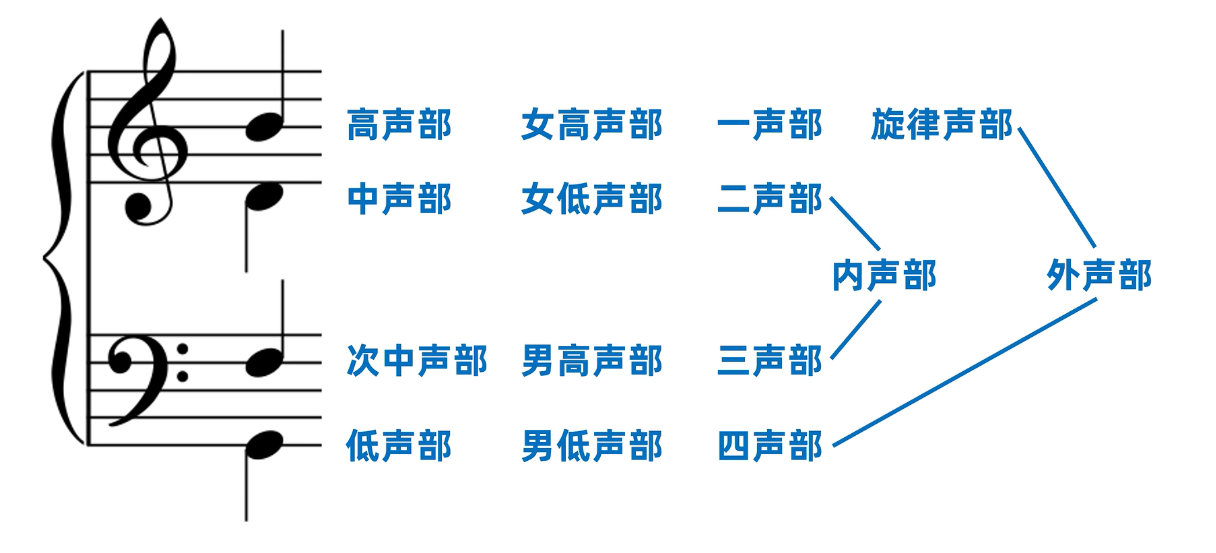 高声部 女高声部 一声部 旋律声部
中声部 女低声部 二声部
内声部 外声部
次中声部 男高声部 三声部
低声部 男低声部 四声部